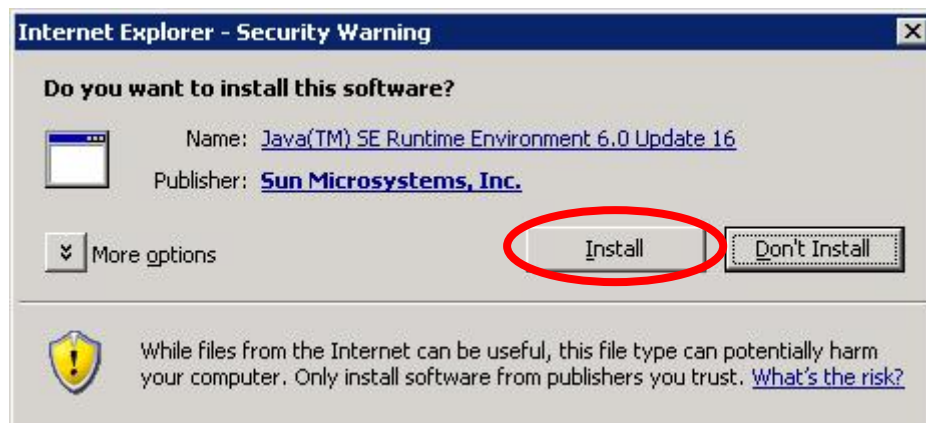 Internet Explorer - Security Warning
Do you want to install this software?
Name: Java(TM) SE Runtime Environment 6.0 Update 16
Publisher: Sun Microsystems, Inc.
More options Install Don't Install
While files from the Internet can be useful, this file type can potentially harm
your computer. Only install software from publishers you trust. What's the risk?